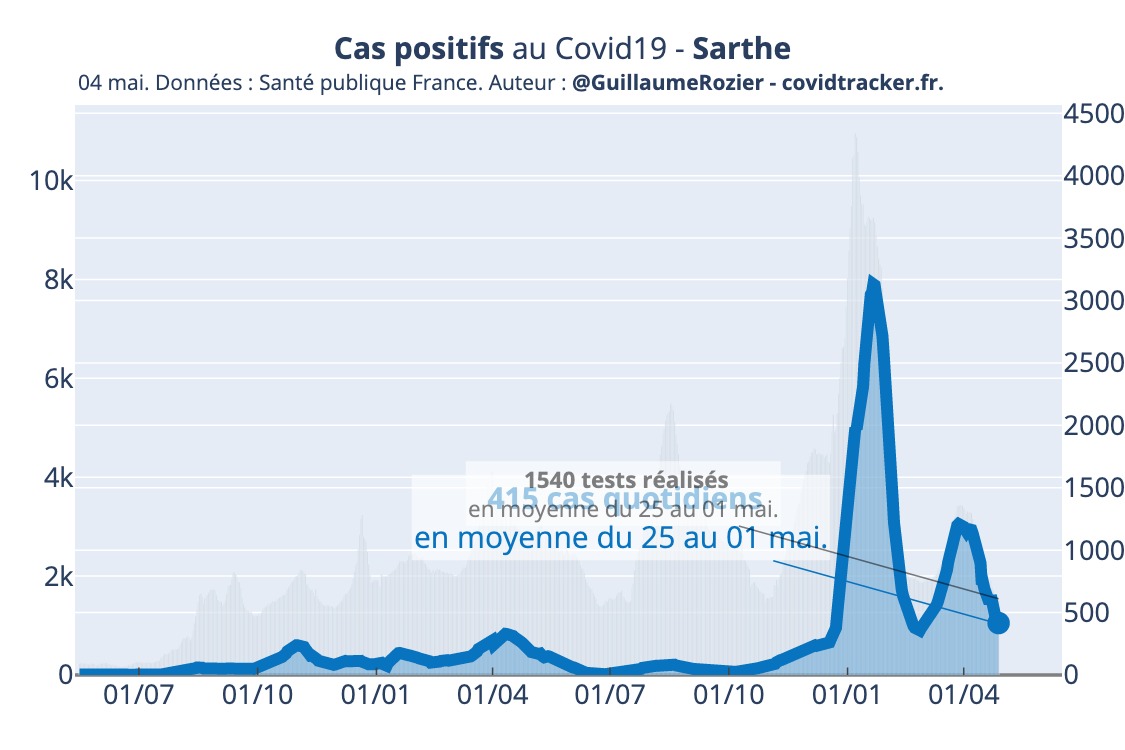 Cas positifs au Covid19 - Sarthe
04 mai. Données : Santé publique France. Auteur : @GuillaumeRozier - covidtracker.fr.
4500
10k
4000
3500
8k
3000
6k
2500
2000
4k
1500
1540 tests réalisés
415 cas quotidiens
en moyenne du 25 au 01 mai.
en moyenne du 25 au 01 mai.
1000
2k
500
0
0
01/07 01/10 01/01 01/04 01/07 01/10 01/01 01/04